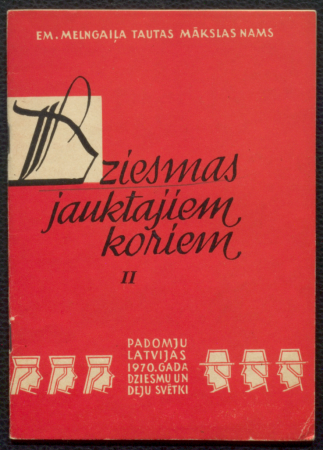 EM. MELNGAIĻA TAUTAS MĀKSLAS NAMS
Dziesmas
jauktajiem
koriem
II
PADOMJU
LATVIJAS
1970. GADA
DZIESMU UN
DEJU SVĒTKI